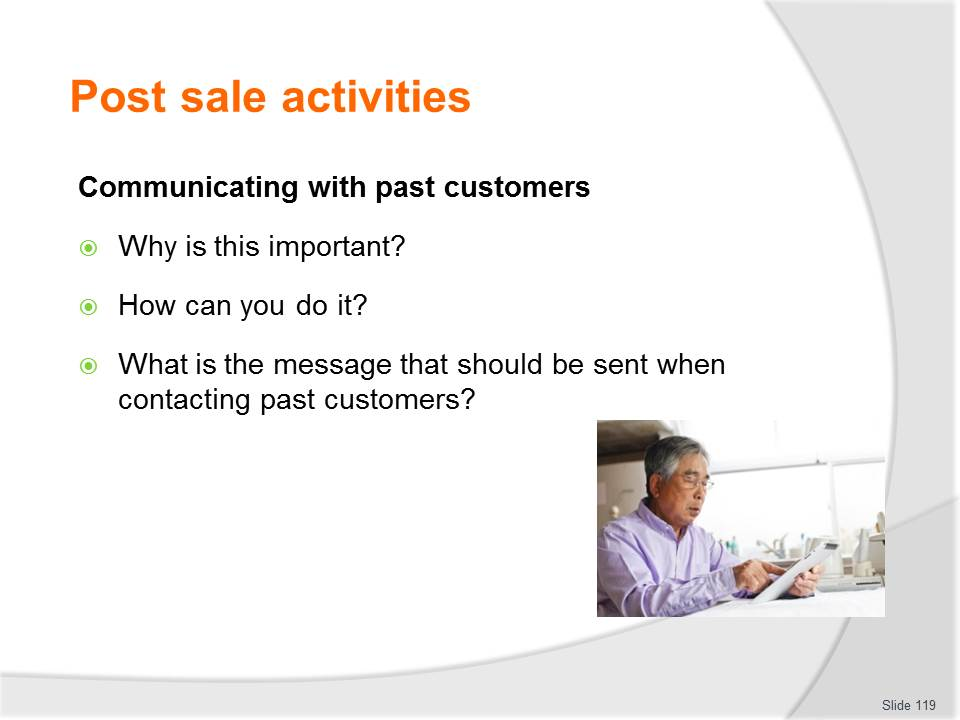 Post sale activities
Communicating with past customers
Why is this important?
How can you do it?
What is the message that should be sent when
contacting past customers?
Slide 119